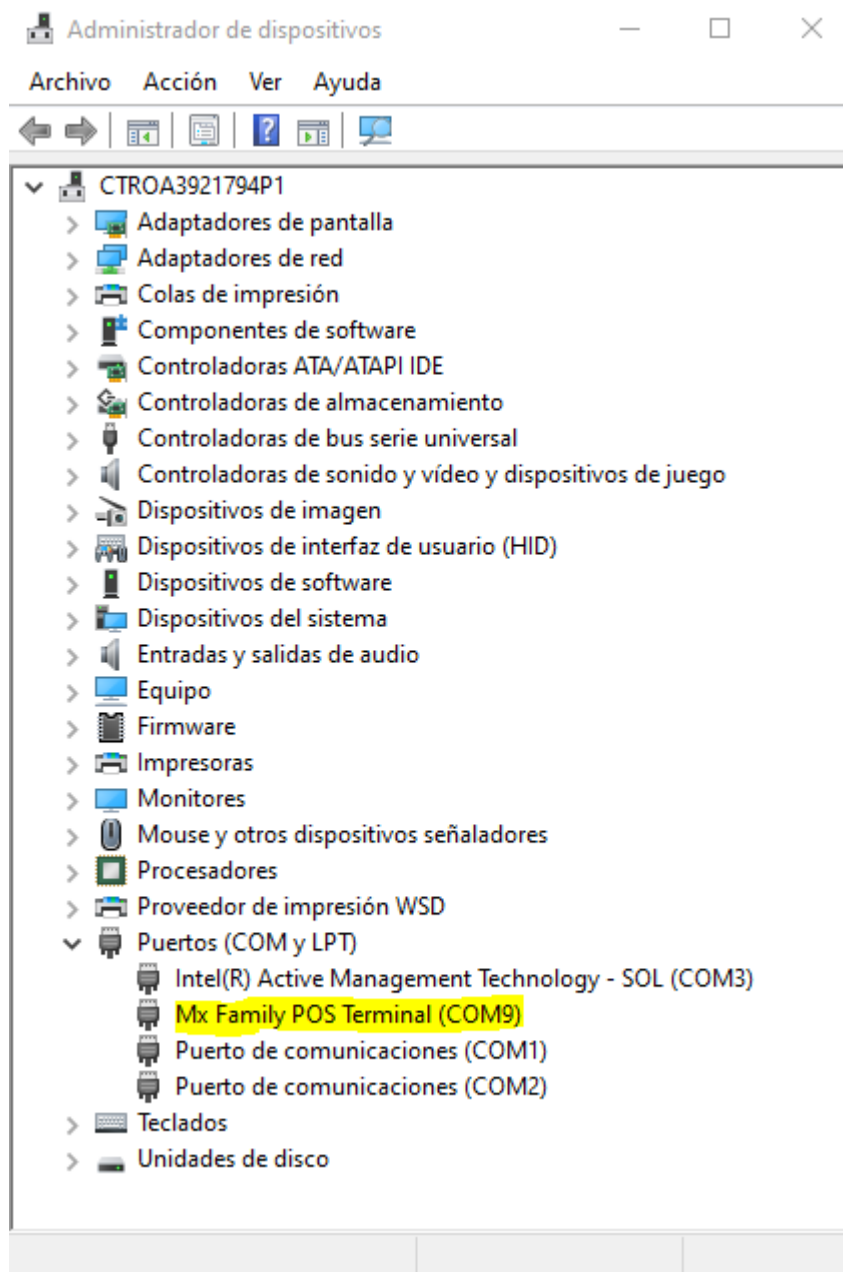 Administrador de dispositivos
Archivo Acción Ver Ayuda
CTROA3921794P1
Adaptadores de pantalla
Adaptadores de red
Colas de impresión
Componentes de software
Controladoras ATA/ATAPI IDE
Controladoras de almacenamiento
Controladoras de bus serie universal
Controladoras de sonido y vídeo y dispositivos de juego
Dispositivos de imagen
Dispositivos de interfaz de usuario (HID)
Dispositivos de software
Dispositivos del sistema
Entradas y salidas de audio
Equipo
Firmware
Impresoras
Monitores
Mouse y otros dispositivos señaladores
Procesadores
Proveedor de impresión WSD
Puertos (COM y LPT)
Intel(R) Active Management Technology - SOL (COM3)
Mx Family POS Terminal (COM9)
Puerto de comunicaciones (COM1)
Puerto de comunicaciones (COM2)
Teclados
Unidades de disco